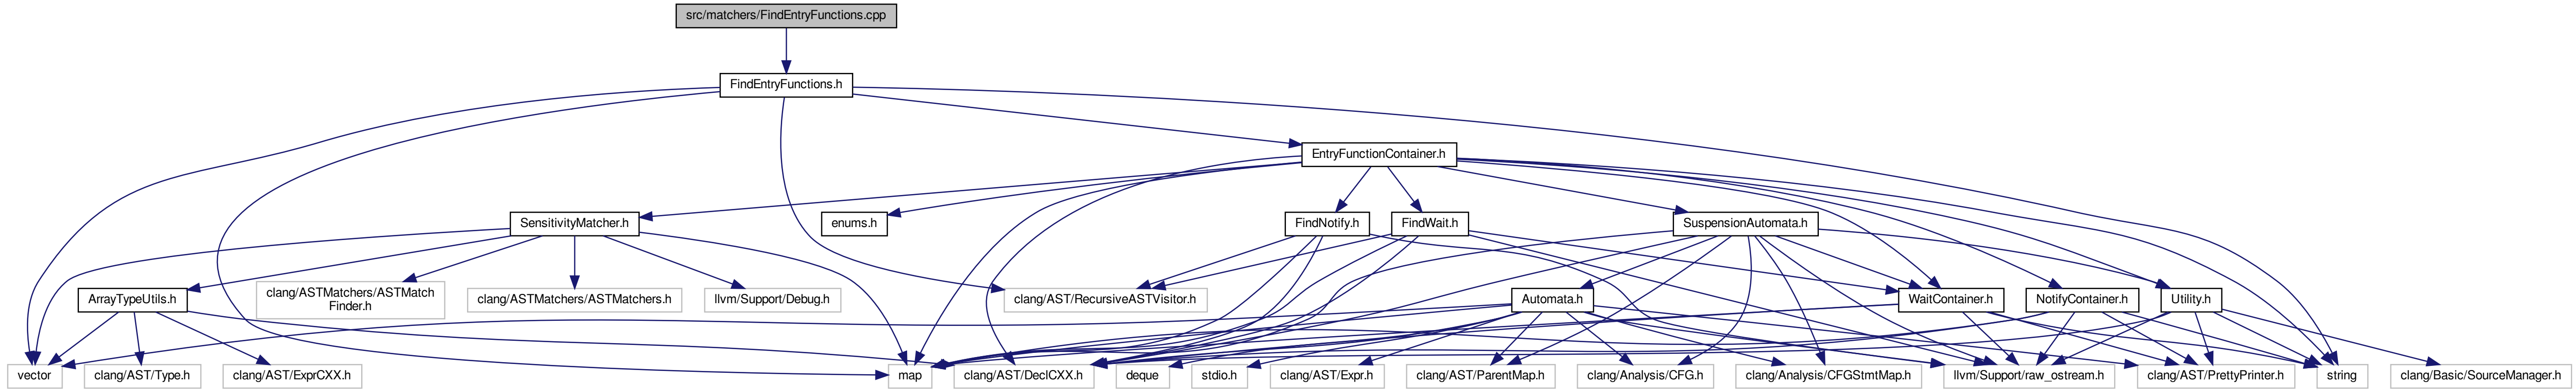 src/matchers/FindEntryFunctions.cpp
FindEntryFunctions.h
EntryFunctionContainer.h
SensitivityMatcher.h
enums.h
FindNotify.h
FindWait.h
SuspensionAutomata.h
ArrayTypeUtils.h
clang/ASTMatchers/ASTMatch
Finder.h
clang/ASTMatchers/ASTMatchers.h
llvm/Support/Debug.h
clang/AST/RecursiveASTVisitor.h
Automata.h
WaitContainer.h
NotifyContainer.h
Utility.h
vector
clang/AST/Type.h
clang/AST/ExprCXX.h
map
clang/AST/DeclCXX.h
deque
stdio.h
clang/AST/Expr.h
clang/AST/ParentMap.h
clang/Analysis/CFG.h
clang/Analysis/CFGStmtMap.h
llvm/Support/raw_ostream.h
clang/AST/PrettyPrinter.h
string
clang/Basic/SourceManager.h